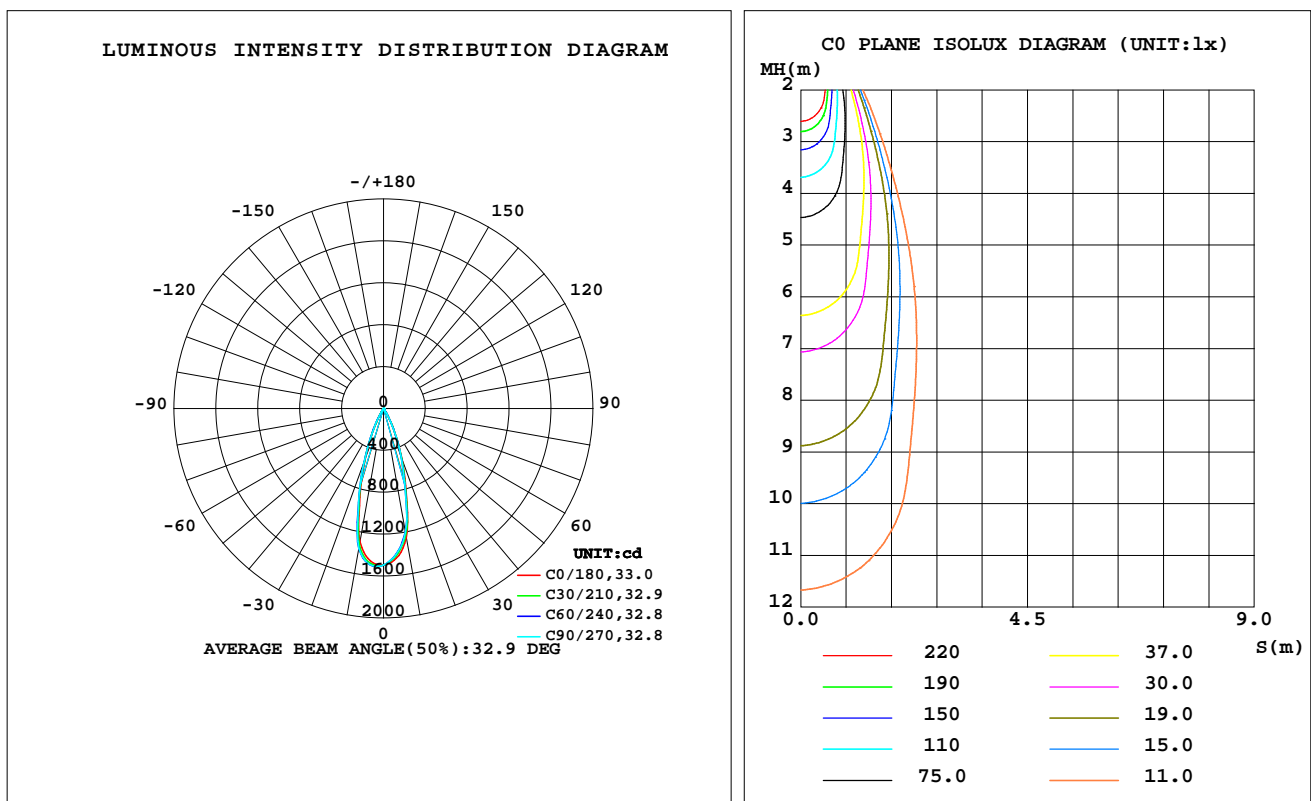 LUMINOUS INTENSITY DISTRIBUTION DIAGRAM
-/+180
-150 150
-120 120
-90 90
-60 60
-30 30
0
0
400
800
1200
1600
2000
UNIT:cd
C0/180,33.0
C30/210,32.9
C60/240,32.8
C90/270,32.8
AVERAGE BEAM ANGLE(50%):32.9 DEG
C0 PLANE ISOLUX DIAGRAM (UNIT:lx)
MH(m)
2
3
4
5
6
7
8
9
10
11
12
0.0 4.5 9.0
S(m)
220 37.0
190 30.0
150 19.0
110 15.0
75.0 11.0